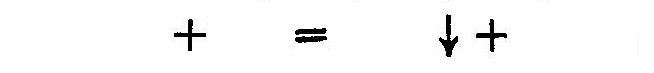 + = ↓ +